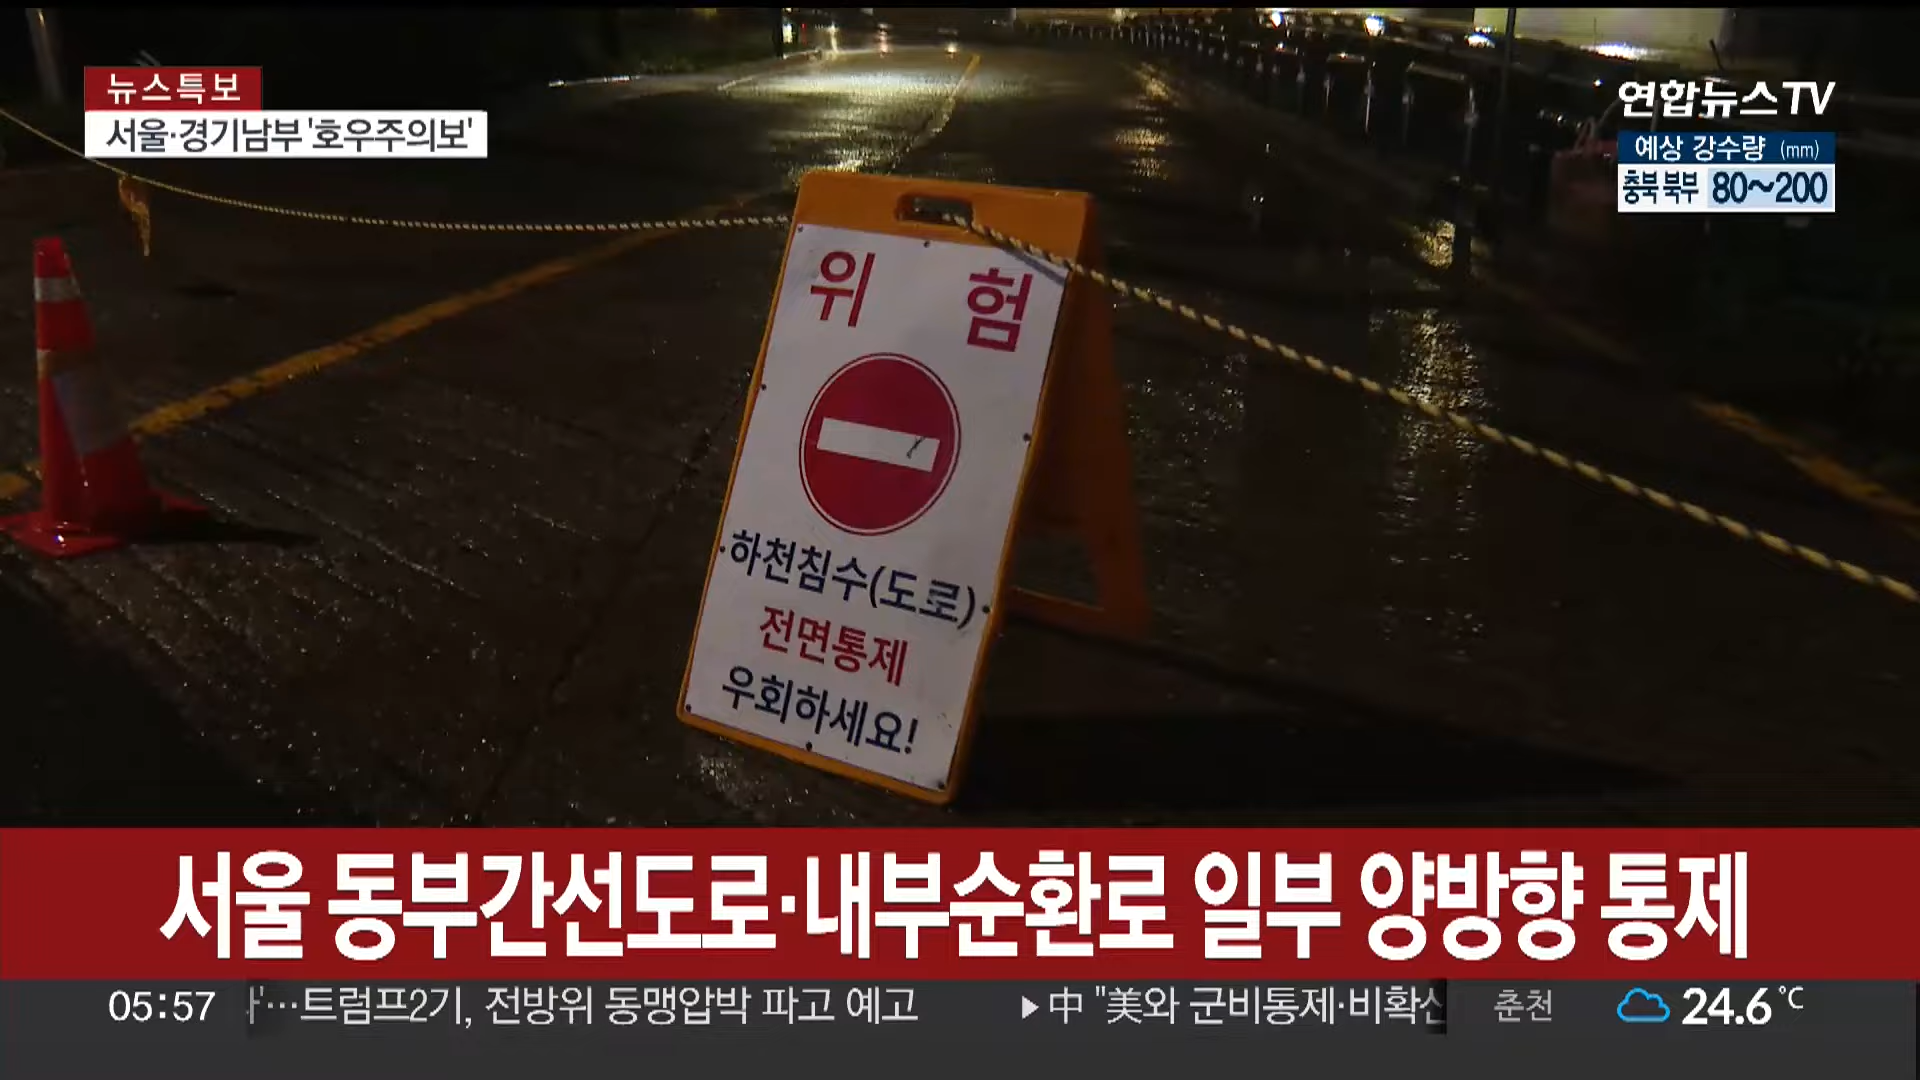 뉴스특보
서울·경기남부 '호우주의보'
연합뉴스TV
예상 강수량 (mm)
충북 북부 80~200
위 험
하천침수(도로)
전면통제
우회하세요!
서울 동부간선도로·내부순환로 일부 양방향 통제
05:57 '…트럼프2기, 전방위 동맹압박 파고 예고 ▶中 "美와 군비통제·비확 춘천 24.6℃